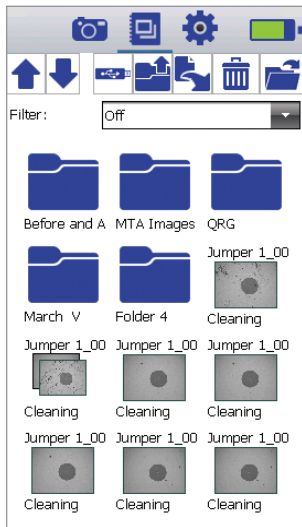 Filter: Off
Before and A MTA Images QRG
March V Folder 4 Jumper 1_00
Cleaning
Jumper 1_00 Jumper 1_00 Jumper 1_00
Cleaning Cleaning Cleaning
Jumper 1_00 Jumper 1_00 Jumper 1_00
Cleaning Cleaning Cleaning